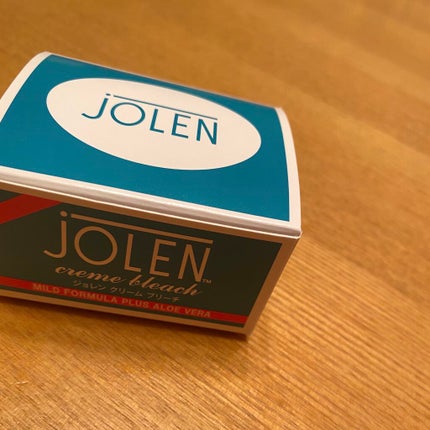 JOLEN
JOLEN
creme bleach™
ジョレン クリーム ブリーチ
MILD FORMULA PLUS ALOE VERA